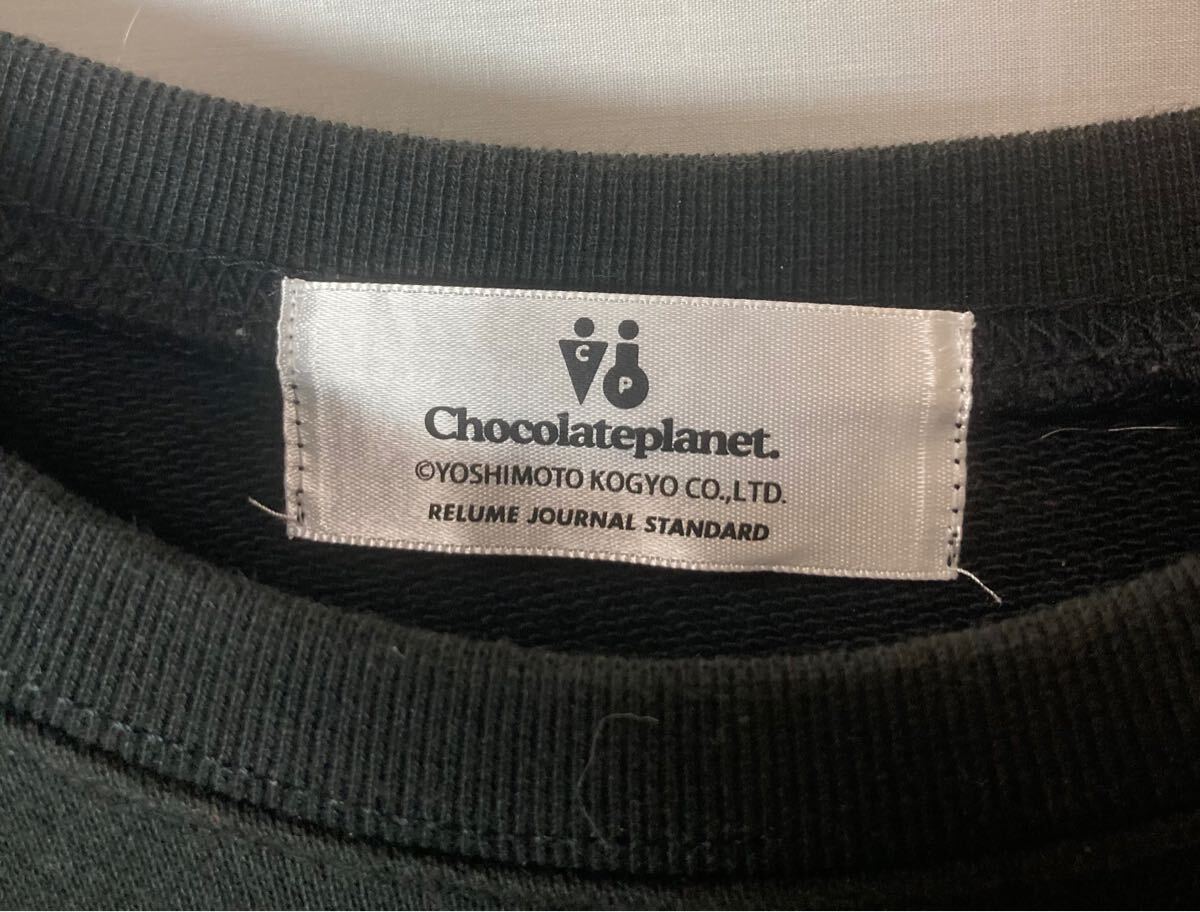 C P
Chocolateplanet.
©YOSHIMOTO KOGYO CO.,LTD.
RELUME JOURNAL STANDARD